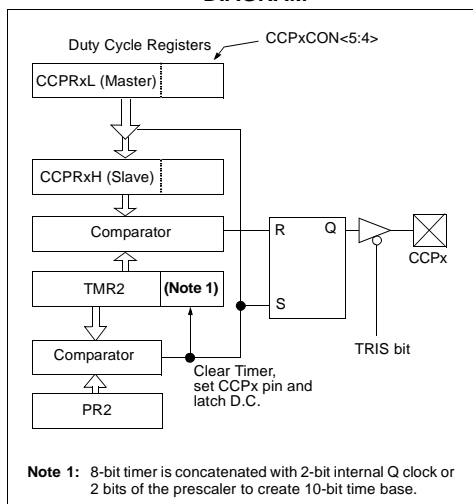 DIAGRAM
Duty Cycle Registers
CCPxCON<5:4>
CCPRxL (Master)
CCPRxH (Slave)
Comparator
R
Q
CCPx
TMR2
(Note 1)
S
TRIS bit
Comparator
Clear Timer,
set CCPx pin and
latch D.C.
PR2
Note 1: 8-bit timer is concatenated with 2-bit internal Q clock or
2 bits of the prescaler to create 10-bit time base.